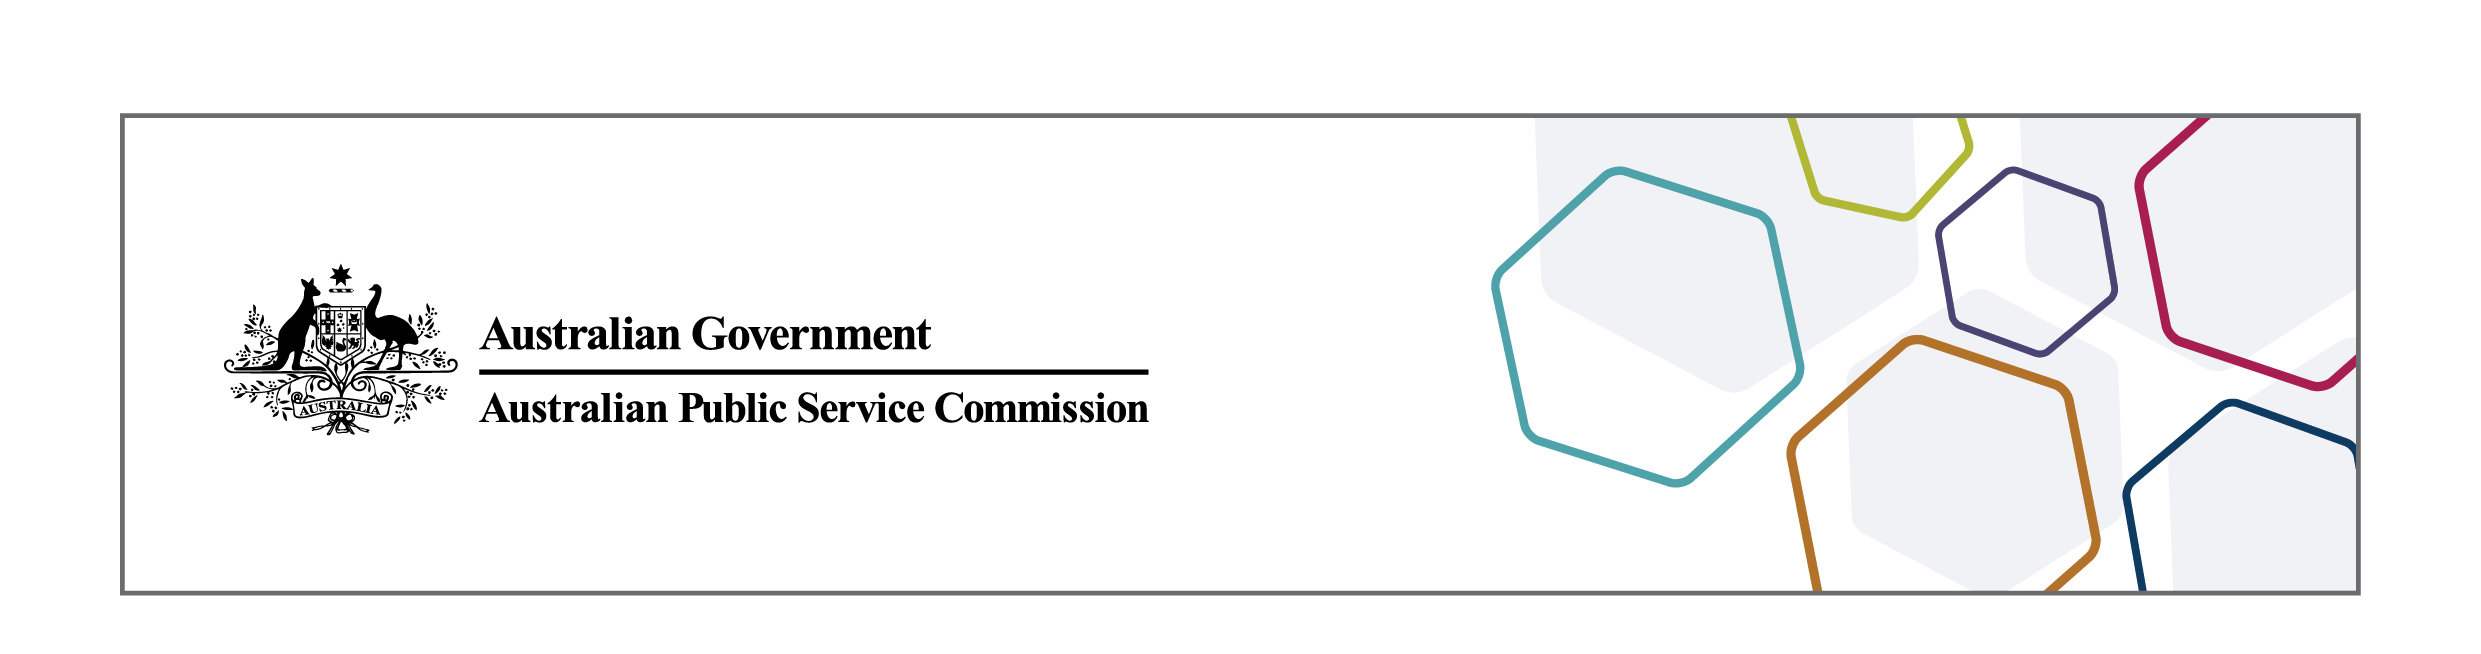 AUSTRALIA
Australian Government
Australian Public Service Commission